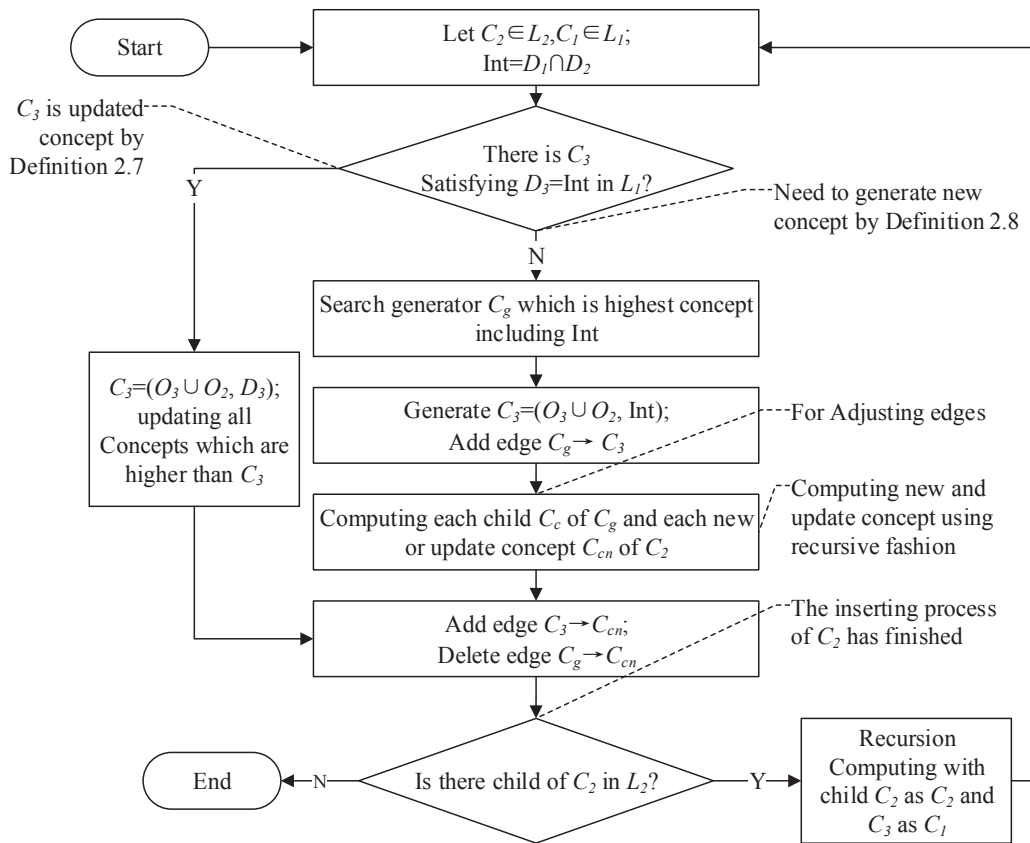 Start
Let C₂∈L₂,C₁∈L₁;
Int=D₁∩D₂
C₃ is updated
concept by
Definition 2.7
There is C₃
Satisfying D₃=Int in L₁?
Y
Need to generate new
concept by Definition 2.8
N
Search generator C_g which is highest concept
including Int
C₃=(O₃∪O₂, D₃);
updating all
Concepts which are
higher than C₃
Generate C₃=(O₃∪O₂, Int);
Add edge C_g→ C₃
For Adjusting edges
Computing each child C_c of C_g and each new
or update concept C_cn of C₂
Computing new and
update concept using
recursive fashion
Add edge C₃→C_cn;
Delete edge C_g→C_cn
The inserting process
of C₂ has finished
End
N
Is there child of C₂ in L₂?
Y
Recursion
Computing with
child C₂ as C₂ and
C₃ as C₁